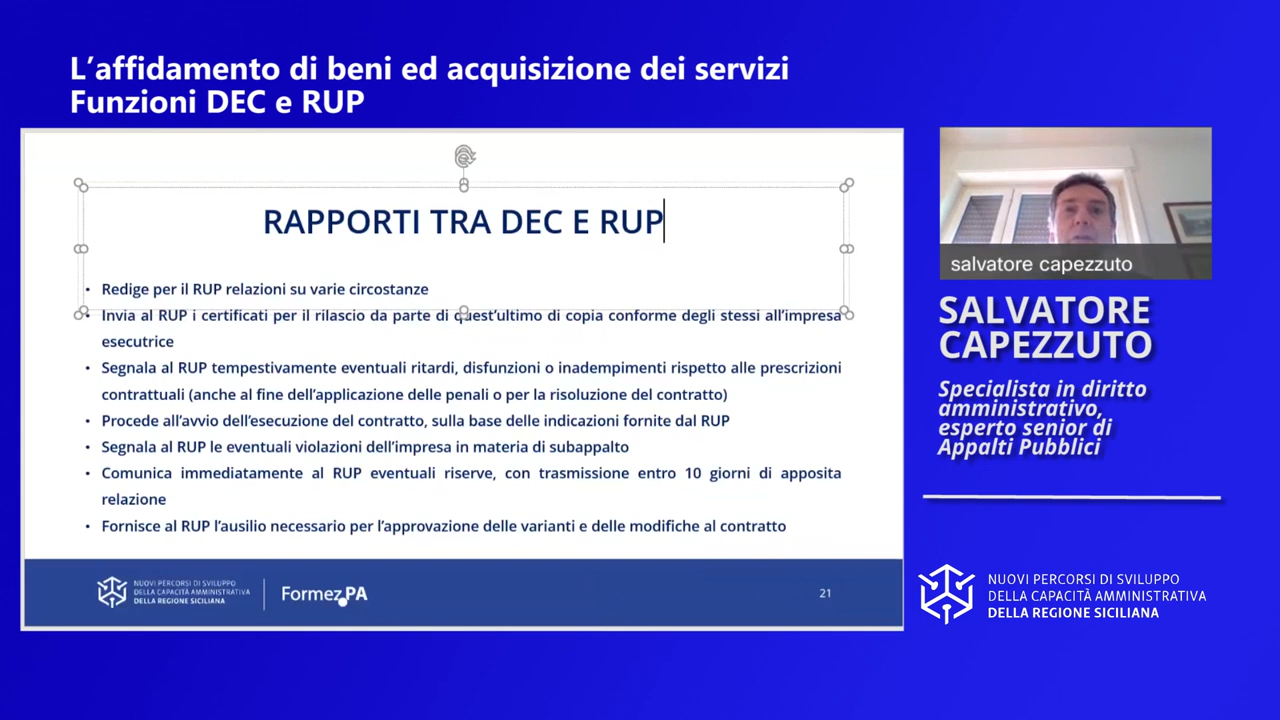 L'affidamento di beni ed acquisizione dei servizi
Funzioni DEC e RUP
RAPPORTI TRA DEC E RUP
• Redige per il RUP relazioni su varie circostanze
• Invia al RUP i certificati per il rilascio da parte di quest'ultimo di copia conforme degli stessi all'impresa
esecutrice
• Segnala al RUP tempestivamente eventuali ritardi, disfunzioni o inadempimenti rispetto alle prescrizioni
contrattuali (anche al fine dell'applicazione delle penali o per la risoluzione del contratto)
• Procede all'avvio dell'esecuzione del contratto, sulla base delle indicazioni fornite dal RUP
• Segnala al RUP le eventuali violazioni dell'impresa in materia di subappalto
• Comunica immediatamente al RUP eventuali riserve, con trasmissione entro 10 giorni di apposita
relazione
• Fornisce al RUP l'ausilio necessario per l'approvazione delle varianti e delle modifiche al contratto
NUOVI PERCORSI DI SVILUPPO
DELLA CAPACITÀ AMMINISTRATIVA
DELLA REGIONE SICILIANA
Formez PA
21
salvatore capezzuto
SALVATORE
CAPEZZUTO
Specialista in diritto
amministrativo,
esperto senior di
Appalti Pubblici
NUOVI PERCORSI DI SVILUPPO
DELLA CAPACITÀ AMMINISTRATIVA
DELLA REGIONE SICILIANA